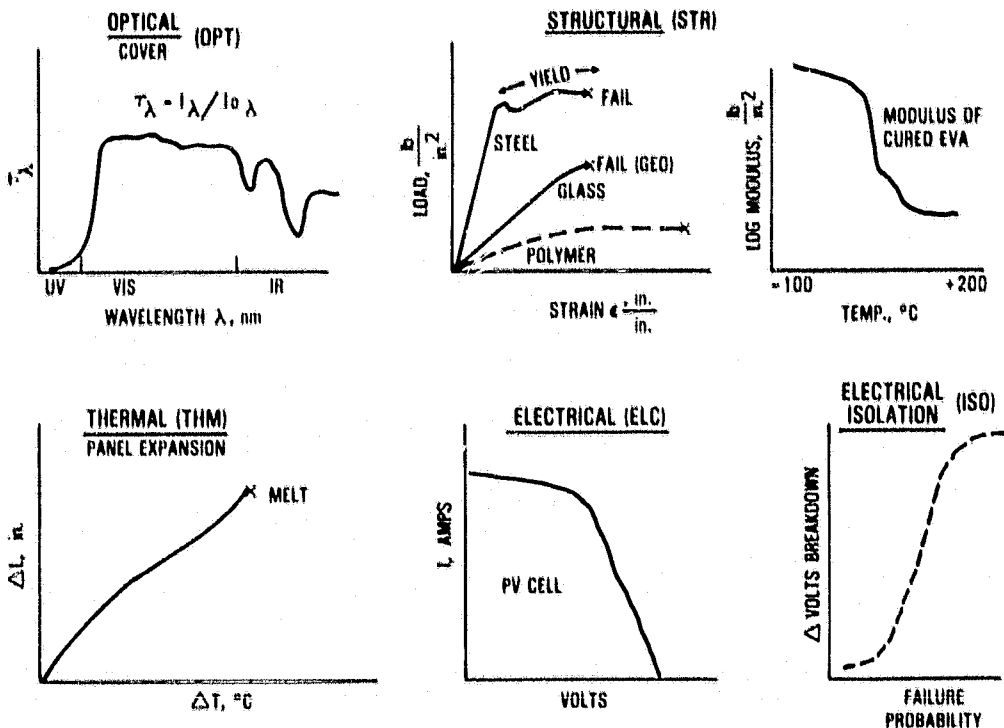 OPTICAL
COVER (OPT)
τλ = Iλ/Ioλ
τλ
UV VIS IR
WAVELENGTH λ, nm
STRUCTURAL (STR)
YIELD
FAIL
STEEL
FAIL (GEO)
GLASS
POLYMER
LOAD, lb/in.2
STRAIN ϵ, in./in.
MODULUS OF
CURED EVA
LOG MODULUS, lb/in.2
-100 +200
TEMP., °C
THERMAL (THM)
PANEL EXPANSION
MELT
ΔL, in.
ΔT, °C
ELECTRICAL (ELC)
PV CELL
I, AMPS
VOLTS
ELECTRICAL
ISOLATION (ISO)
Δ VOLTS BREAKDOWN
FAILURE
PROBABILITY